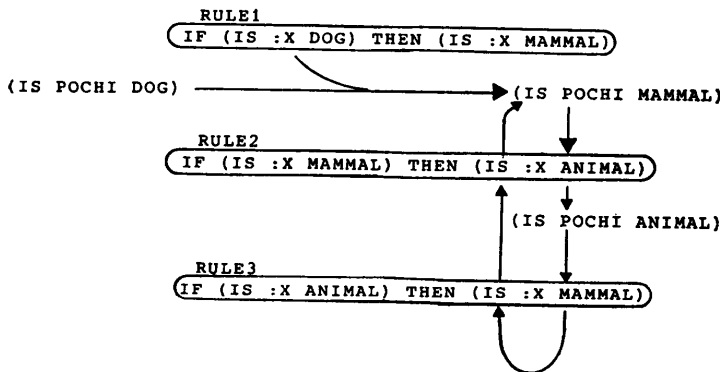 RULE1
IF (IS :X DOG) THEN (IS :X MAMMAL)
(IS POCHI DOG)
(IS POCHI MAMMAL)
RULE2
IF (IS :X MAMMAL) THEN (IS :X ANIMAL)
(IS POCHI ANIMAL)
RULE3
IF (IS :X ANIMAL) THEN (IS :X MAMMAL)